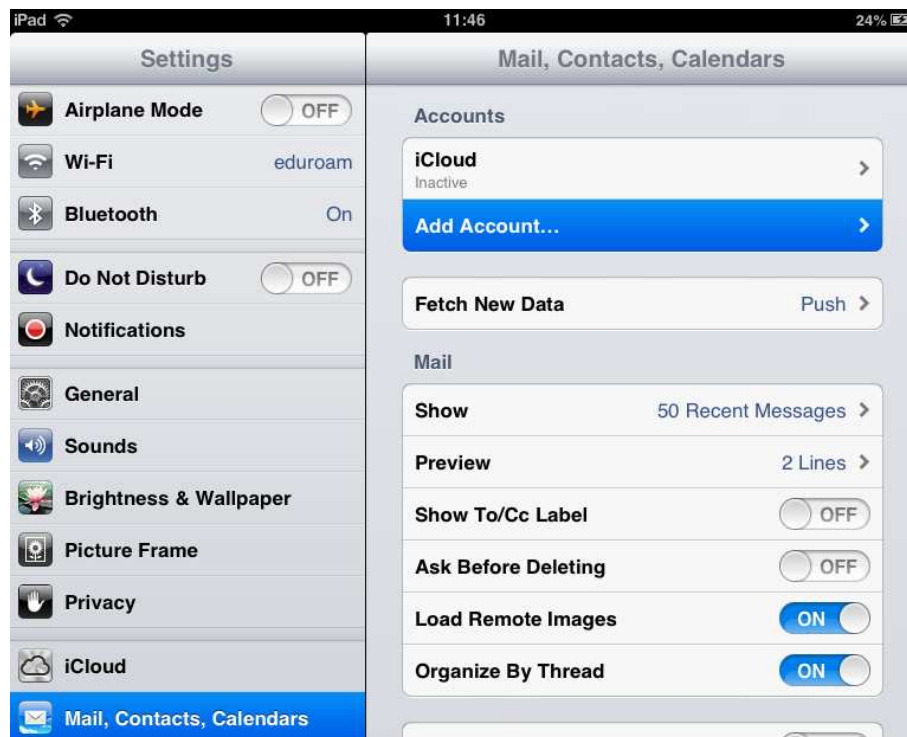 iPad 11:46 24%
Settings
Airplane Mode OFF
Wi-Fi eduroam
Bluetooth On
Do Not Disturb OFF
Notifications
General
Sounds
Brightness & Wallpaper
Picture Frame
Privacy
iCloud
Mail, Contacts, Calendars
Mail, Contacts, Calendars
Accounts
iCloud
Inactive
Add Account...
Fetch New Data Push
Mail
Show 50 Recent Messages
Preview 2 Lines
Show To/Cc Label OFF
Ask Before Deleting OFF
Load Remote Images ON
Organize By Thread ON